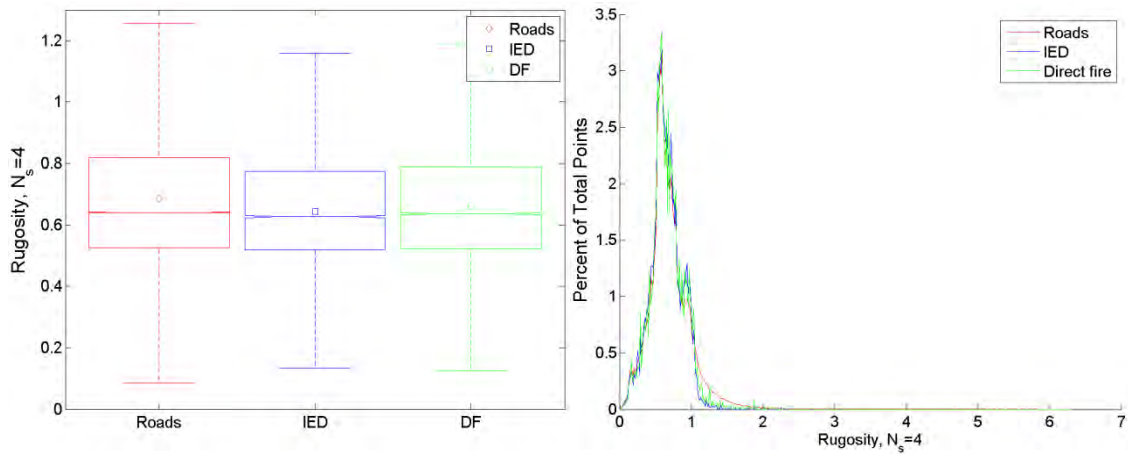 Rugosity, N_s=4
1.2
1
0.8
0.6
0.4
0.2
0
Roads
IED
DF
Roads
IED
DF
Percent of Total Points
3.5
3
2.5
2
1.5
1
0.5
0
Roads
IED
Direct fire
0 1 2 3 4 5 6 7
Rugosity, N_s=4